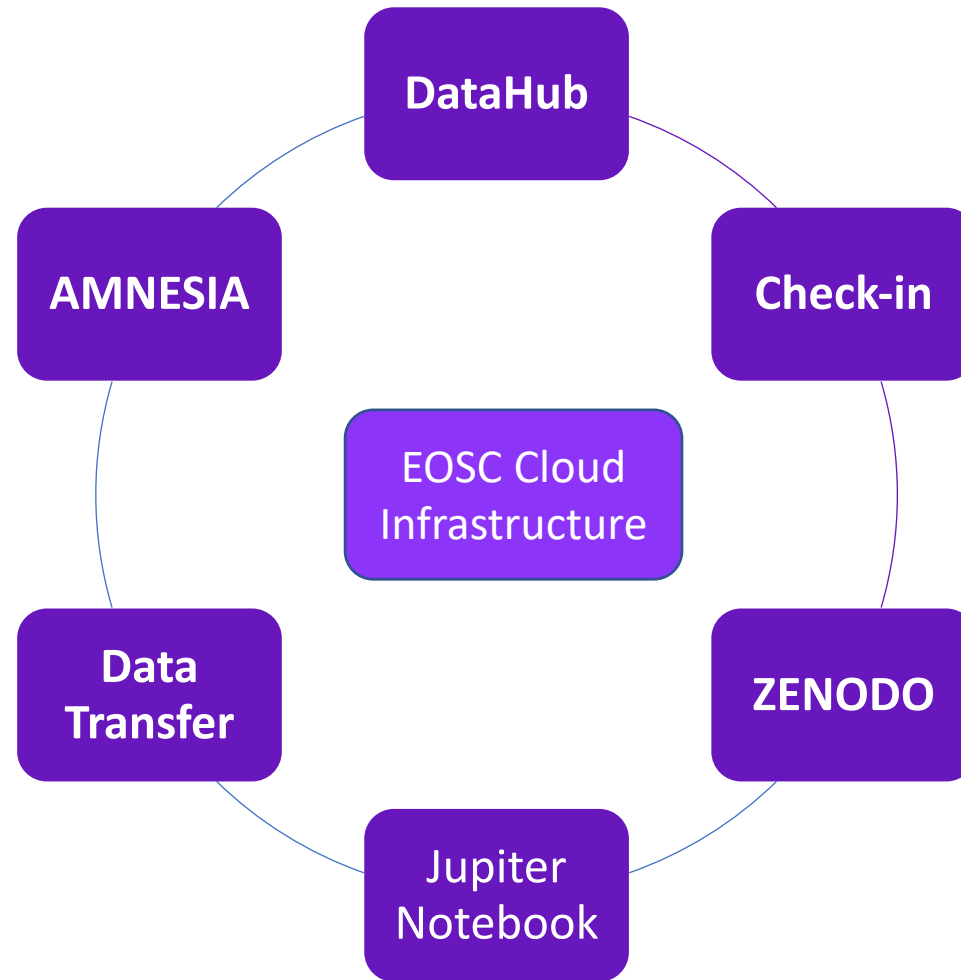 DataHub
AMNESIA
Check-in
EOSC Cloud
Infrastructure
Data
Transfer
ZENODO
Jupiter
Notebook